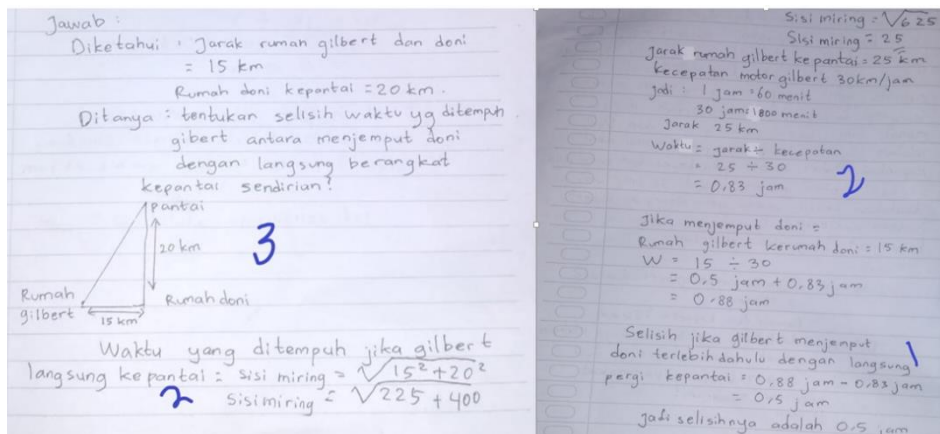 Jawab :
Diketahui : Jarak rumah gilbert dan doni
= 15 km
Rumah doni kepantai = 20 km.
Ditanya : tentukan selisih waktu yg ditempuh
gibert antara menjemput doni
dengan langsung berangkat
kepantai sendirian?
pantai
20 km
3
Rumah gilbert
Rumah doni
15 km
Waktu yang ditempuh jika gilbert
langsung kepantai = sisi miring = √15² + 20²
2
sisi miring = √225 + 400
Sisi miring = √625
Sisi miring = 25
Jarak rumah gilbert ke pantai = 25 km
Kecepatan motor gilbert 30km/jam
Jadi : 1 jam = 60 menit
30 jam = 1800 menit
Jarak 25 km
Waktu = jarak ÷ kecepatan
= 25 ÷ 30
= 0,83 jam
2
Jika menjemput doni =
Rumah gilbert kerumah doni = 15 km
W = 15 ÷ 30
= 0,5 jam + 0,83 jam
= 0,88 jam
Selisih jika gilbert menjemput
doni terlebih dahulu dengan langsung
1
pergi kepantai = 0,88 jam - 0,83 jam
= 0,5 jam
Jadi selisihnya adalah 0,5 jam